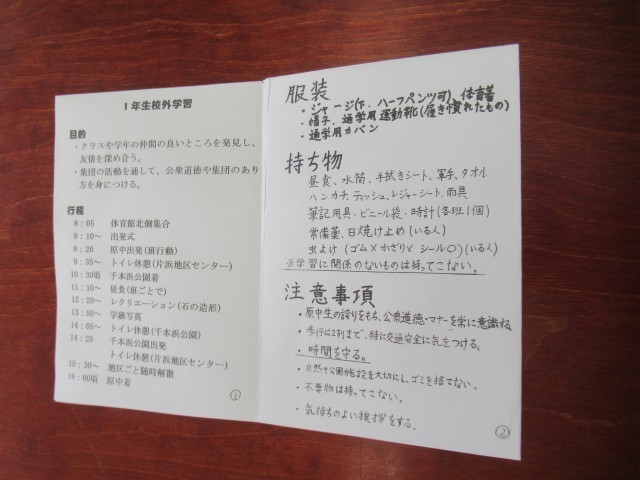 1年生校外学習
目的
・クラスや学年の仲間の良いところを発見し、
友情を深め合う。
・集団の活動を通して、公衆道徳や集団のあり
方を身につける。
行程
8:05 体育館北側集合
8:10〜 出発式
8:20 原中出発(班行動)
9:35〜 トイレ休憩(片浜地区センター)
10:30頃 千本浜公園着
11:10〜 昼食(班ごとで)
12:20〜 レクリエーション(石の造形)
13:50〜 学級写真
14:05 トイレ休憩(千本浜公園)
14:25 千本浜公園出発
トイレ休憩(片浜地区センター)
15:30〜 地区ごと随時解散
16:00頃 原中着
①
服装
・ジャージ(下、ハーフパンツ可)、体育着
・帽子、通学用運動靴(履き慣れたもの)
・通学用カバン
持ち物
昼食、水筒、手拭きシート、軍手、タオル
ハンカチ、ティッシュ、レジャーシート、雨具
筆記用具・ビニール袋・時計(各班1個)
常備薬、日焼け止め(いる人)
虫よけ(ゴム×かざり× シール○)(いる人)
※学習に関係のないものは持ってこない。
注意事項
・原中生の誇りをもち、公衆道徳・マナーを常に意識する
・歩行は2列まで、特に交通安全に気をつける。
・時間を守る。
・自然や公園施設を大切にし、ゴミを捨てない。
・不要物は持ってこない。
・気持ちのよい挨拶をする。
②